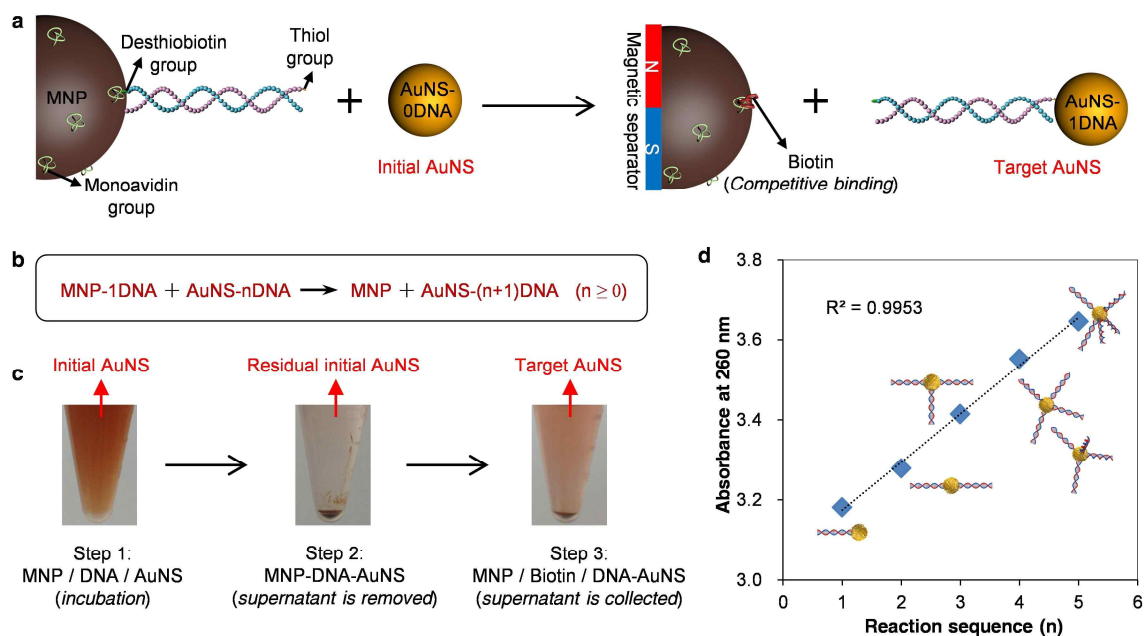 a
MNP
Desthiobiotin
group
Thiol
group
Monoavidin
group
+
AuNS-
0DNA
Initial AuNS
N
S
Magnetic separator
Biotin
(Competitive binding)
+
AuNS-
1DNA
Target AuNS
b
MNP-1DNA + AuNS-nDNA → MNP + AuNS-(n+1)DNA (n ≥ 0)
c
Initial AuNS
Residual initial AuNS
Target AuNS
Step 1:
MNP / DNA / AuNS
(incubation)
Step 2:
MNP-DNA-AuNS
(supernatant is removed)
Step 3:
MNP / Biotin / DNA-AuNS
(supernatant is collected)
d
Absorbance at 260 nm
3.8
3.6
3.4
3.2
3.0
R² = 0.9953
0 1 2 3 4 5 6
Reaction sequence (n)